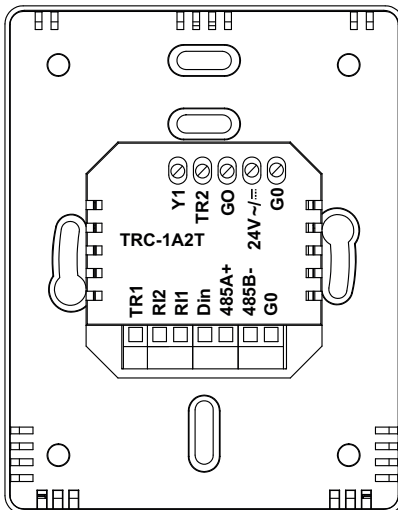 Y1
TR2
GO
24V ~/⎓
G0
TRC-1A2T
TR1
RI2
RI1
Din
485A+
485B-
G0